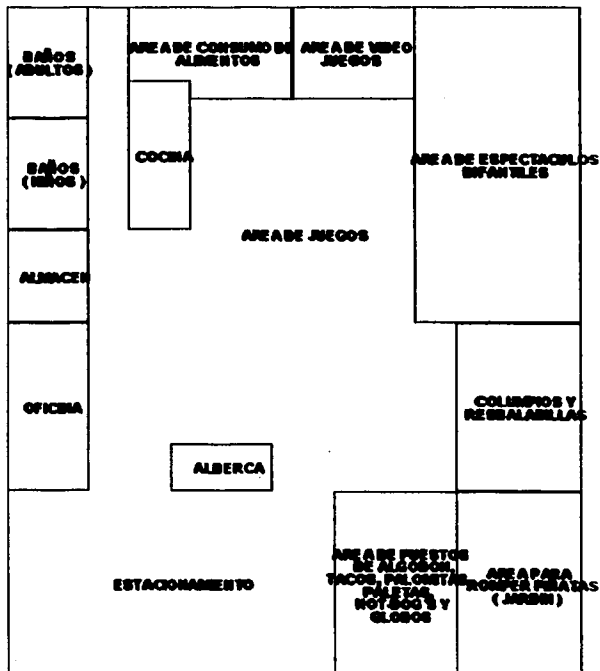 BAÑOS
(ADULTOS)
AREA DE CONSUMO DE
ALIMENTOS
AREA DE VIDEO
JUEGOS
BAÑOS
(NIÑOS)
COCINA
AREA DE ESPECTACULOS
INFANTILES
AREA DE JUEGOS
ALMACEN
OFICINA
COLUMPIOS Y
RESBALADILLAS
ALBERCA
ESTACIONAMIENTO
AREA DE PUESTOS
DE ALGODON,
TACOS, PALOMITAS,
PALETAS,
HOT-DOG'S Y
GLOBOS
AREA PARA
ROMPER PIÑATAS
(JARDIN)